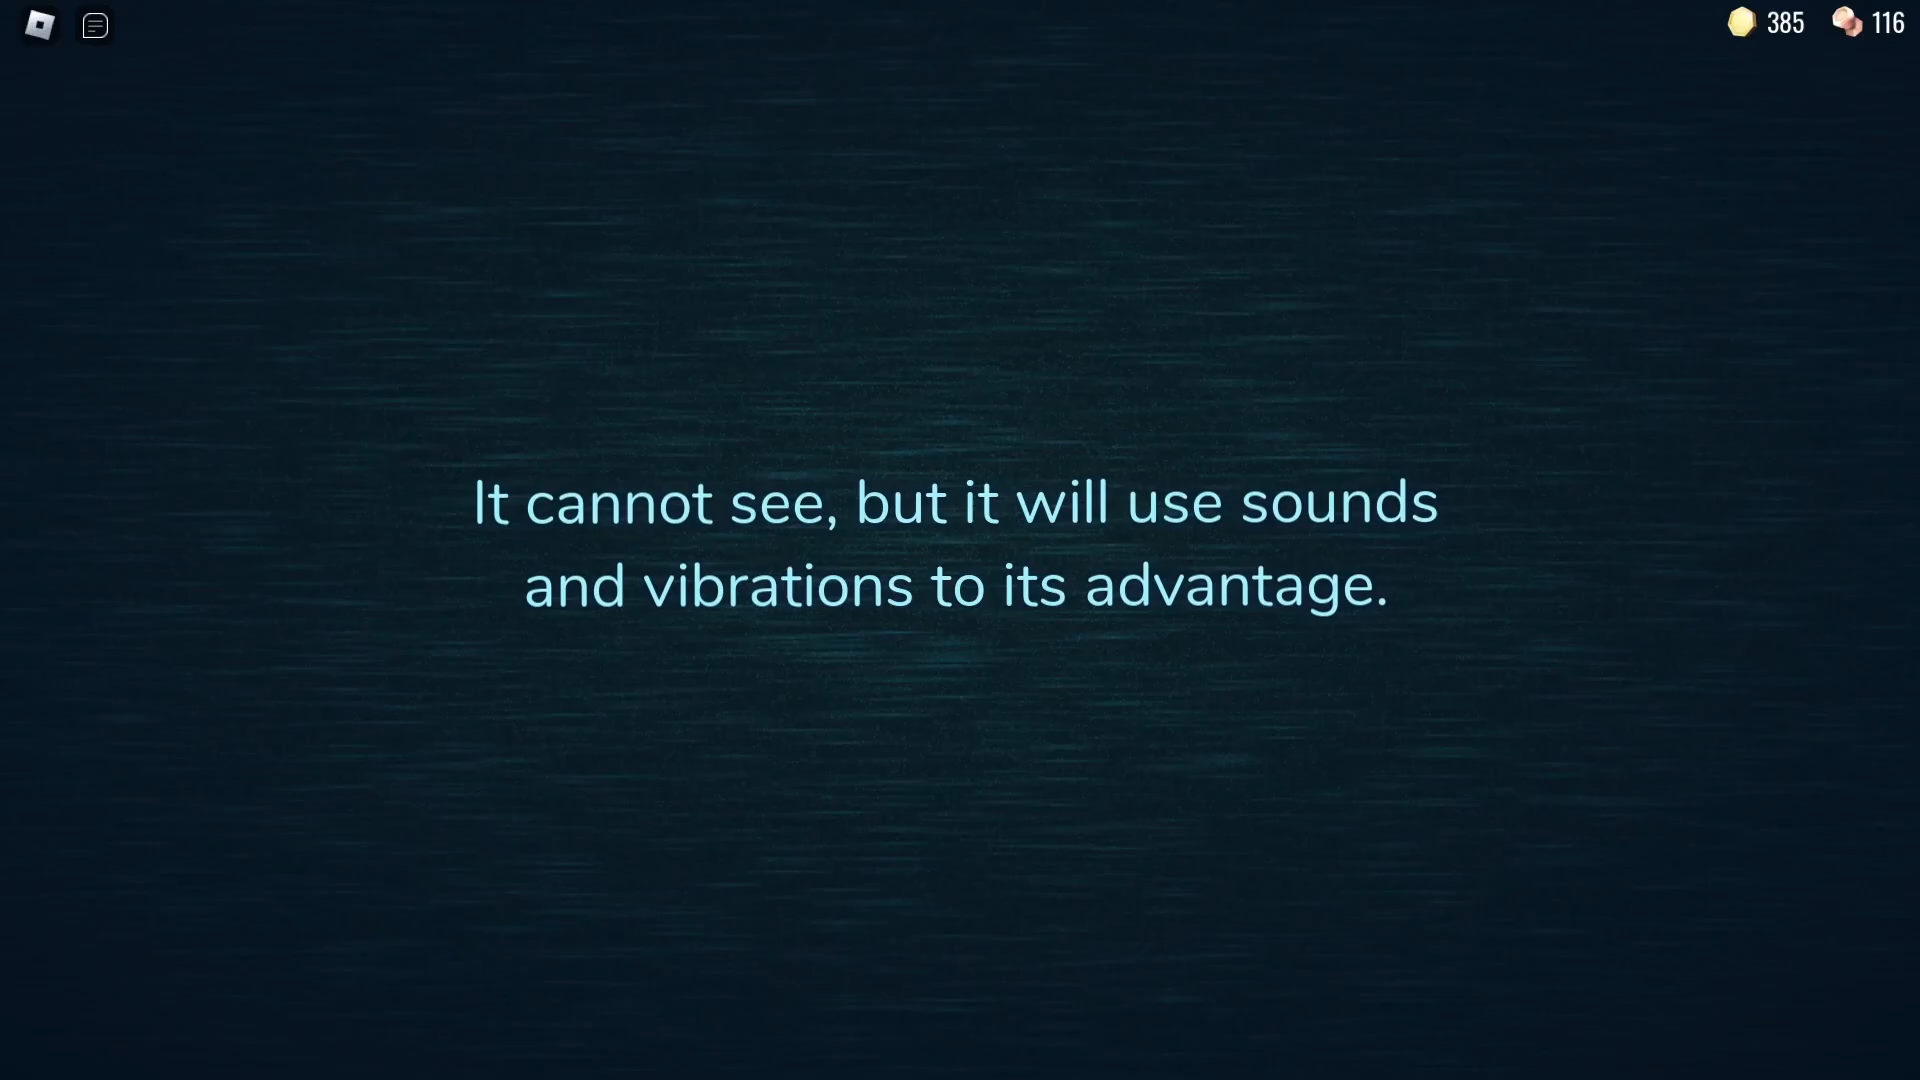 385 116
It cannot see, but it will use sounds
and vibrations to its advantage.